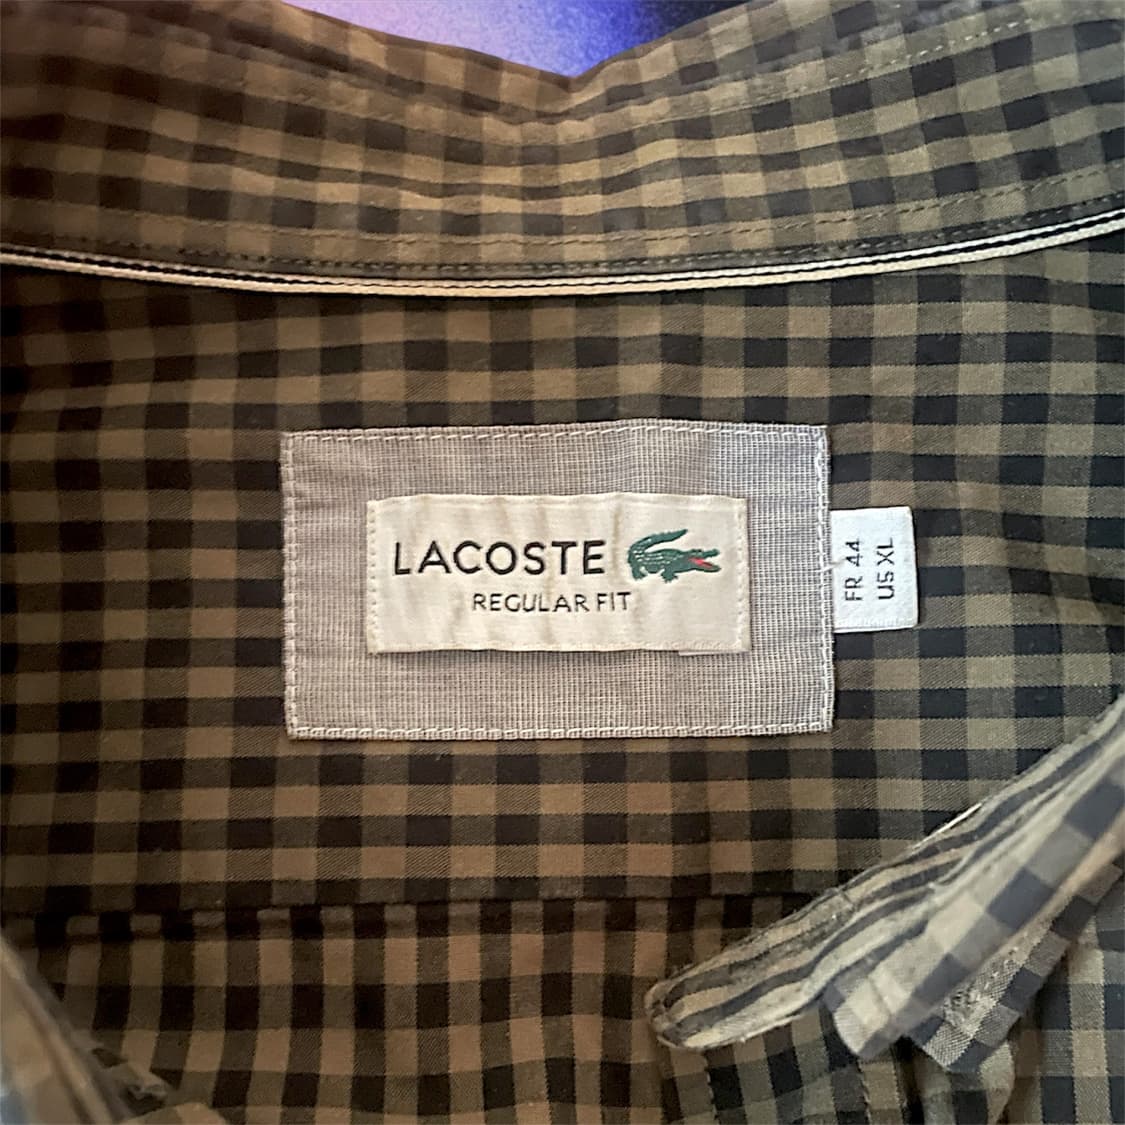 LACOSTE
REGULAR FIT
FR 44
US XL